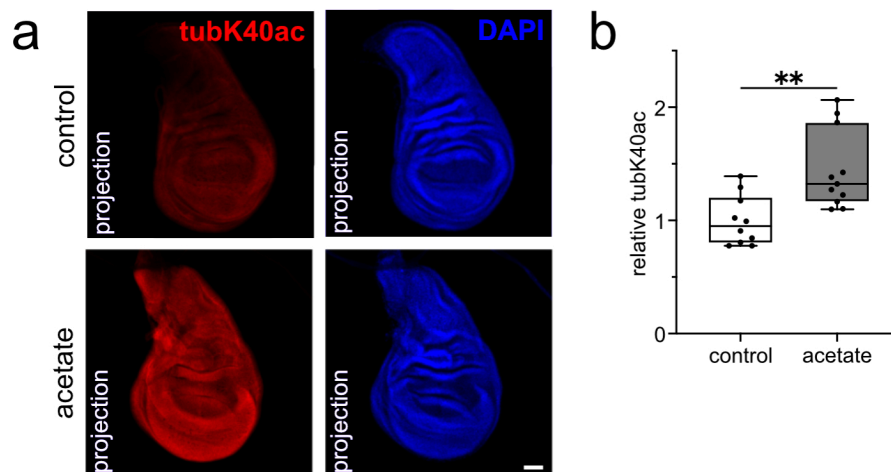 a
tubK40ac
DAPI
control
projection
projection
acetate
projection
projection
b
**
relative tubK40ac
2
1
0
control
acetate